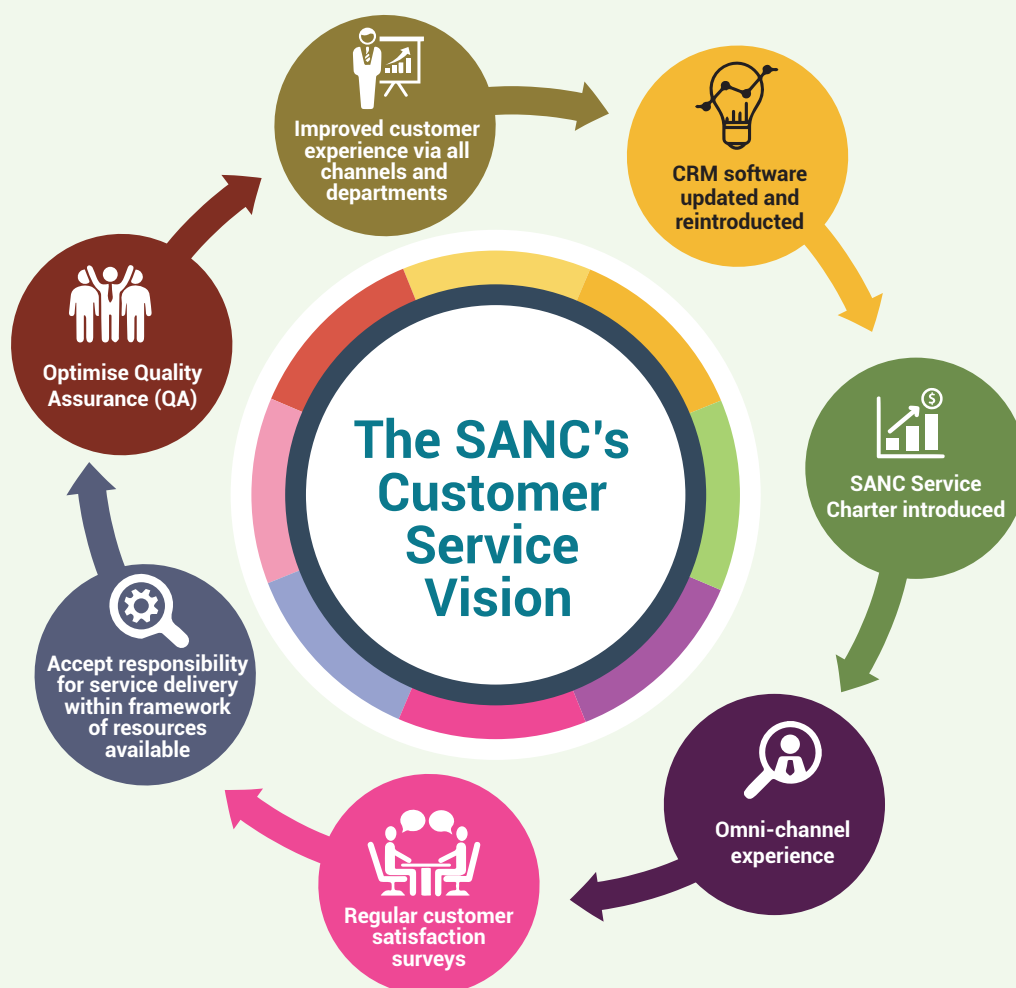 Improved customer
experience via all
channels and
departments
CRM software
updated and
reintroducted
$
SANC Service
Charter introduced
Omni-channel
experience
Regular customer
satisfaction
surveys
Accept responsibility
for service delivery
within framework
of resources
available
Optimise Quality
Assurance (QA)
The SANC's
Customer
Service
Vision